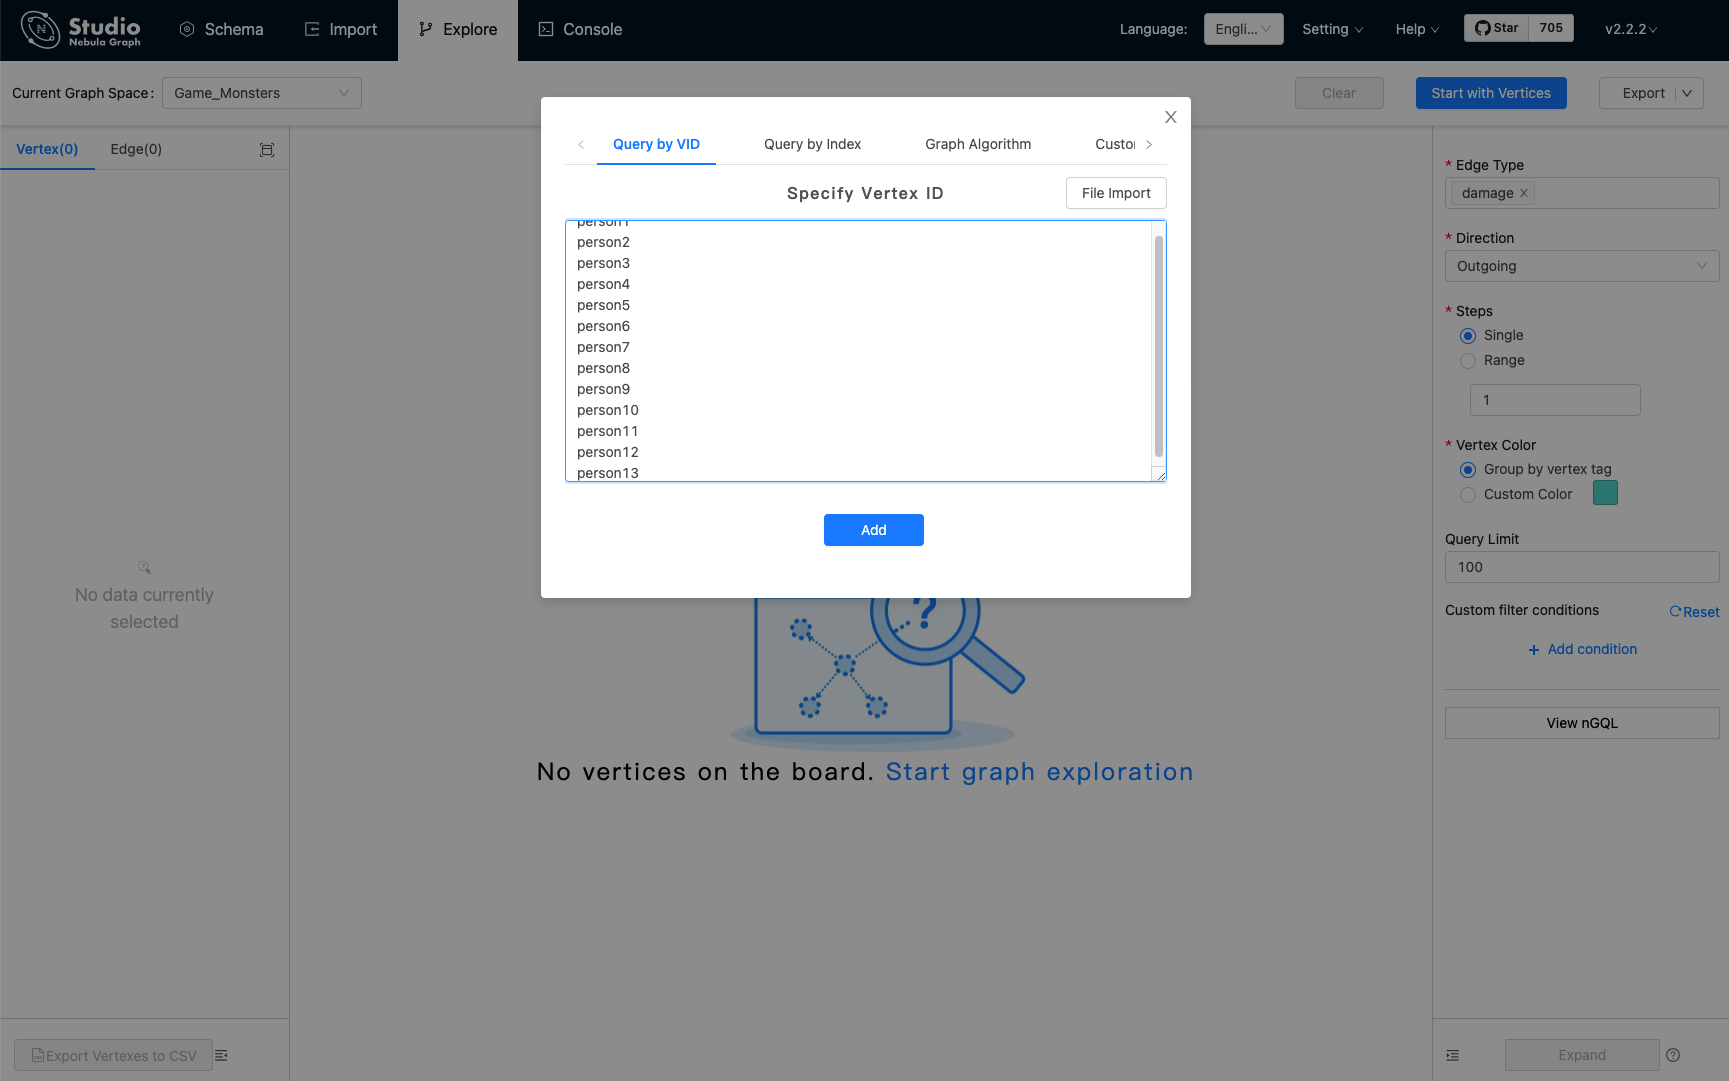 Studio
Nebula Graph
Schema
Import
Explore
Console
Language:
Engli...
Setting
Help
Star
705
v2.2.2
Current Graph Space:
Game_Monsters
Clear
Start with Vertices
Export
Vertex(0)
Edge(0)
No data currently
selected
Export Vertexes to CSV
Query by VID
Query by Index
Graph Algorithm
Custo
Specify Vertex ID
File Import
person1
person2
person3
person4
person5
person6
person7
person8
person9
person10
person11
person12
person13
Add
No vertices on the board. Start graph exploration
* Edge Type
damage
* Direction
Outgoing
* Steps
Single
Range
1
* Vertex Color
Group by vertex tag
Custom Color
Query Limit
100
Custom filter conditions
Reset
+ Add condition
View nGQL
Expand